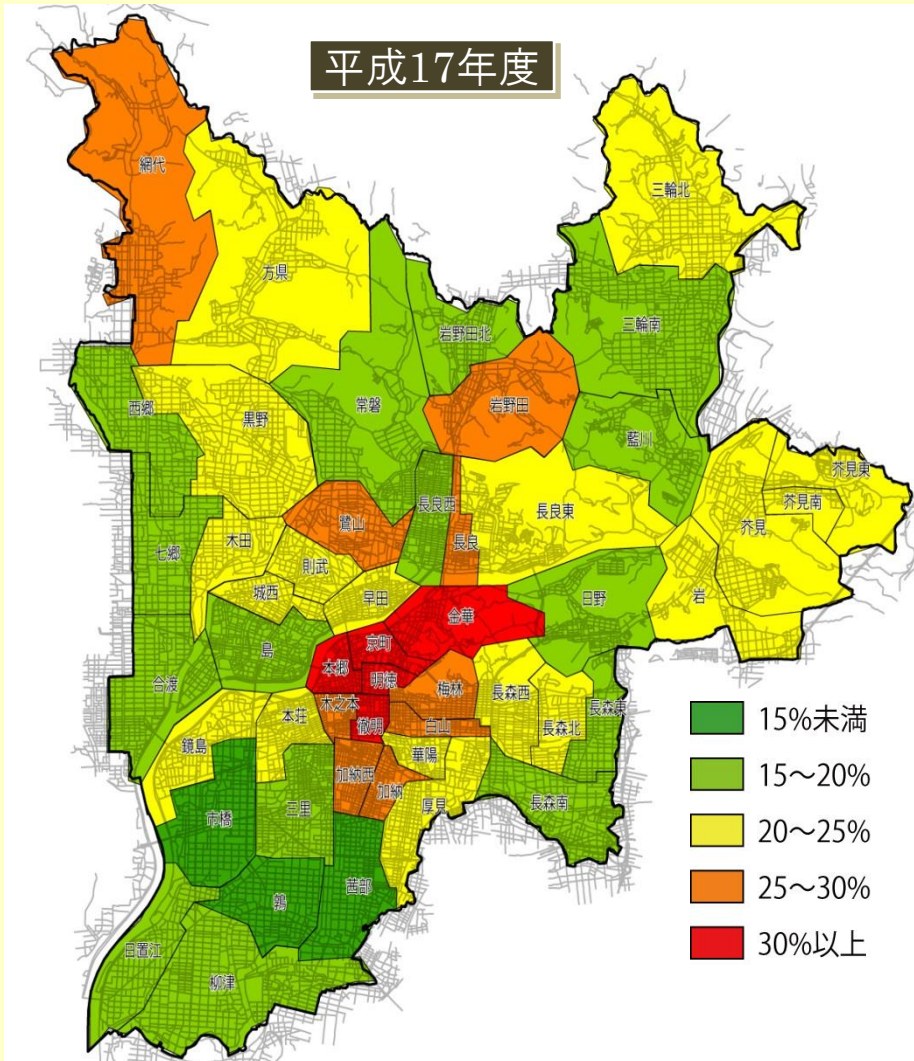 平成17年度
網代
三輪北
方県
岩野田北
三輪南
西郷
黒野
常磐
岩野田
藍川
芥見東
長良西
長良東
芥見南
鷺山
芥見
木田
長良
七郷
則武
城西
早田
日野
岩
金華
島
京町
本郷
明徳
合渡
梅林
長森西
木之本
長森東
本荘
徹明
白山
長森北
鏡島
華陽
加納西
加納
三里
厚見
長森南
市橋
茜部
鶉
日置江
柳津
15%未満
15～20%
20～25%
25～30%
30%以上